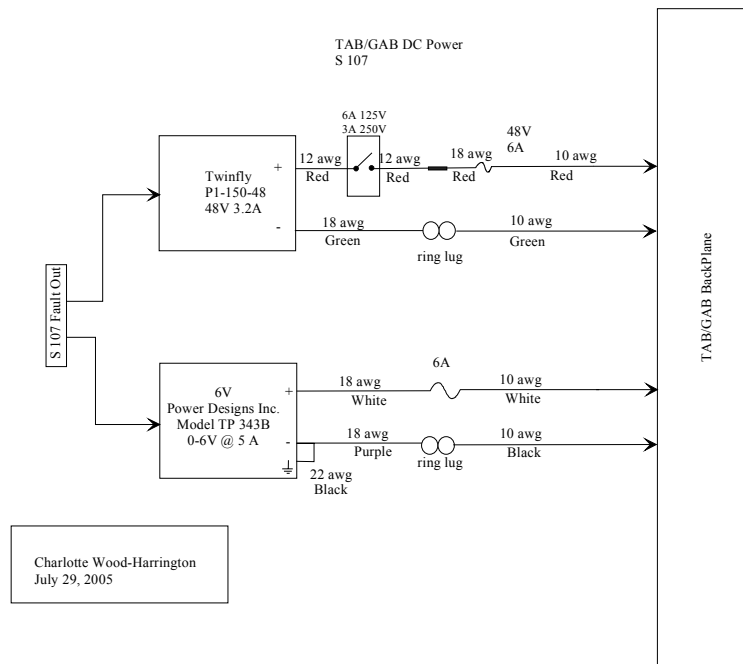 TAB/GAB DC Power
S 107
6A 125V
3A 250V
48V
6A
12 awg
Red
12 awg
Red
18 awg
Red
10 awg
Red
Twinfly
P1-150-48
48V 3.2A
+
-
18 awg
Green
ring lug
10 awg
Green
S 107 Fault Out
TAB/GAB BackPlane
6V
Power Designs Inc.
Model TP 343B
0-6V @ 5 A
+
-
18 awg
White
6A
10 awg
White
18 awg
Purple
ring lug
10 awg
Black
22 awg
Black
Charlotte Wood-Harrington
July 29, 2005